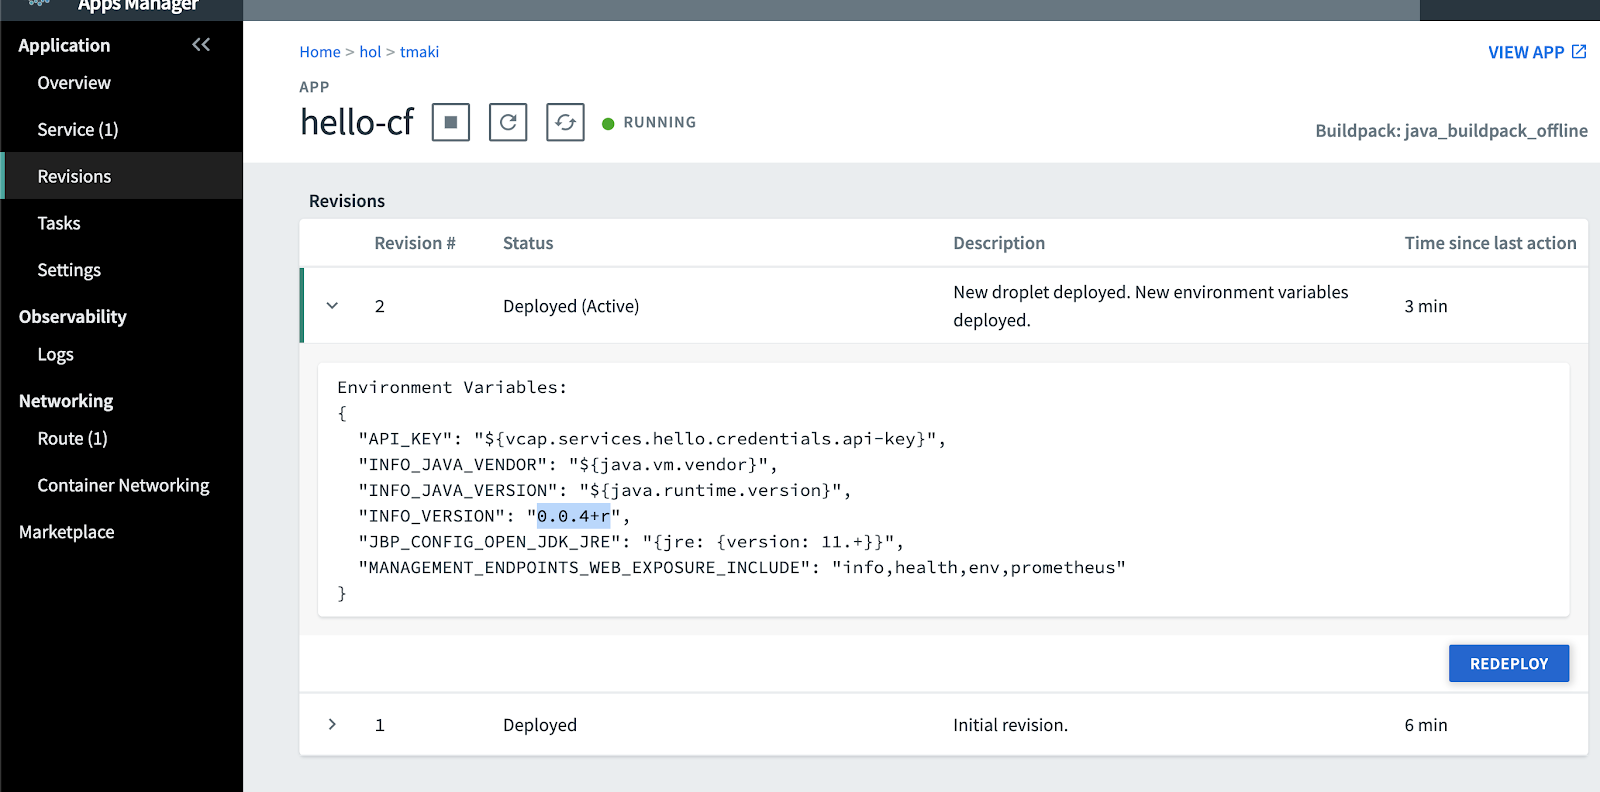 Apps Manager
Application
Overview
Service (1)
Revisions
Tasks
Settings
Observability
Logs
Networking
Route (1)
Container Networking
Marketplace
Home > hol > tmaki
VIEW APP
APP
hello-cf
RUNNING
Buildpack: java_buildpack_offline
Revisions
Revision # Status Description Time since last action
2 Deployed (Active) New droplet deployed. New environment variables deployed. 3 min
Environment Variables:
{
"API_KEY": "${vcap.services.hello.credentials.api-key}",
"INFO_JAVA_VENDOR": "${java.vm.vendor}",
"INFO_JAVA_VERSION": "${java.runtime.version}",
"INFO_VERSION": "0.0.4+r",
"JBP_CONFIG_OPEN_JDK_JRE": "{jre: {version: 11.+}}",
"MANAGEMENT_ENDPOINTS_WEB_EXPOSURE_INCLUDE": "info,health,env,prometheus"
}
REDEPLOY
1 Deployed Initial revision. 6 min